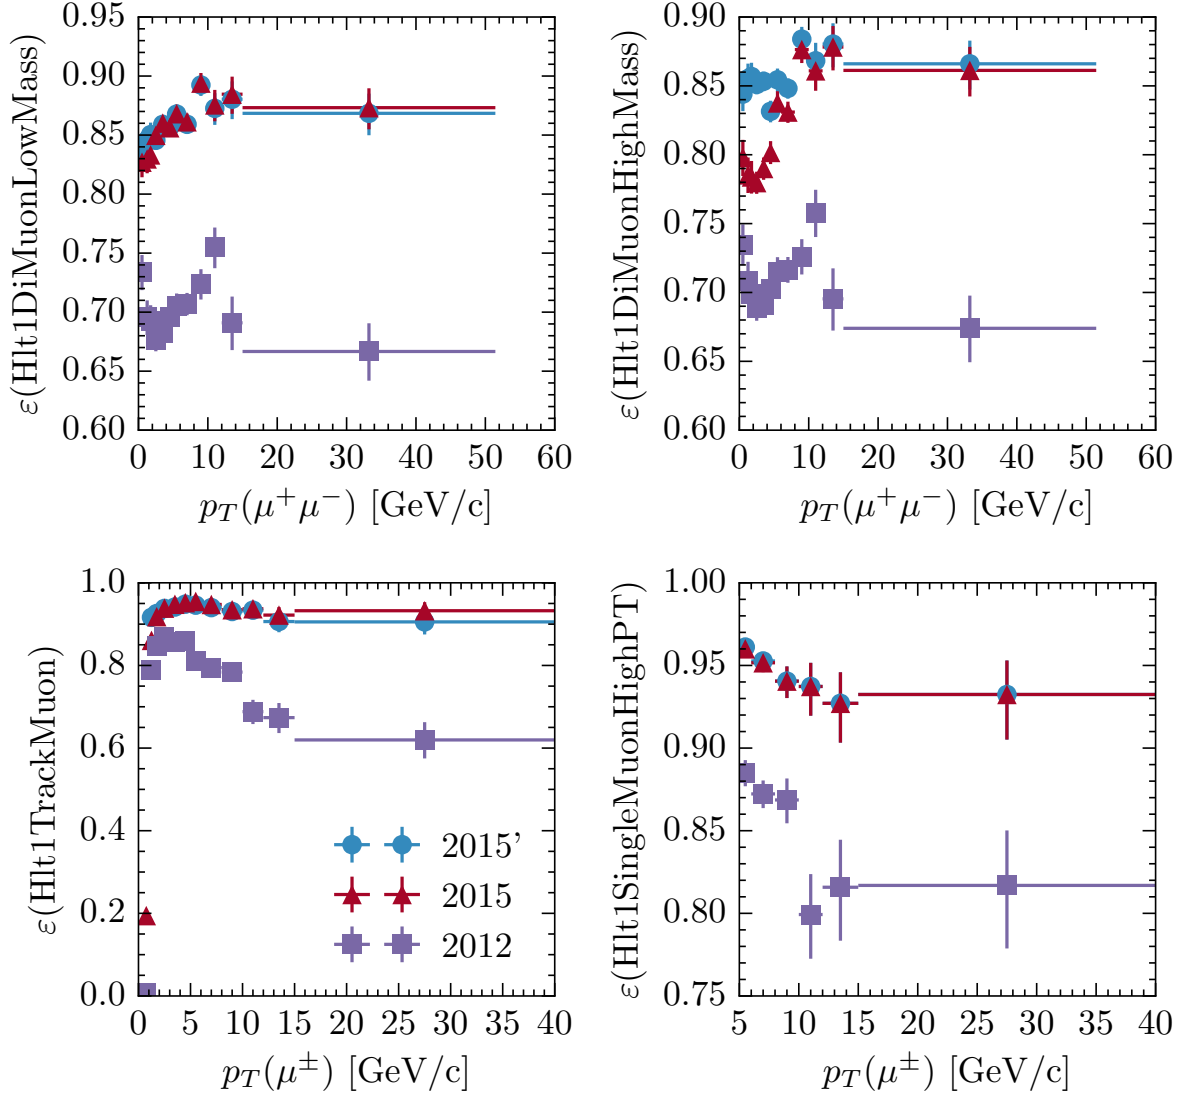 0.95
0.90
0.85
0.80
0.75
0.70
0.65
0.60
ε(Hlt1DiMuonLowMass)
0 10 20 30 40 50 60
p_T(μ⁺μ⁻) [GeV/c]
0.90
0.85
0.80
0.75
0.70
0.65
0.60
ε(Hlt1DiMuonHighMass)
0 10 20 30 40 50 60
p_T(μ⁺μ⁻) [GeV/c]
1.0
0.8
0.6
0.4
0.2
0.0
ε(Hlt1TrackMuon)
2015'
2015
2012
0 5 10 15 20 25 30 35 40
p_T(μ±) [GeV/c]
1.00
0.95
0.90
0.85
0.80
0.75
ε(Hlt1SingleMuonHighPT)
5 10 15 20 25 30 35 40
p_T(μ±) [GeV/c]